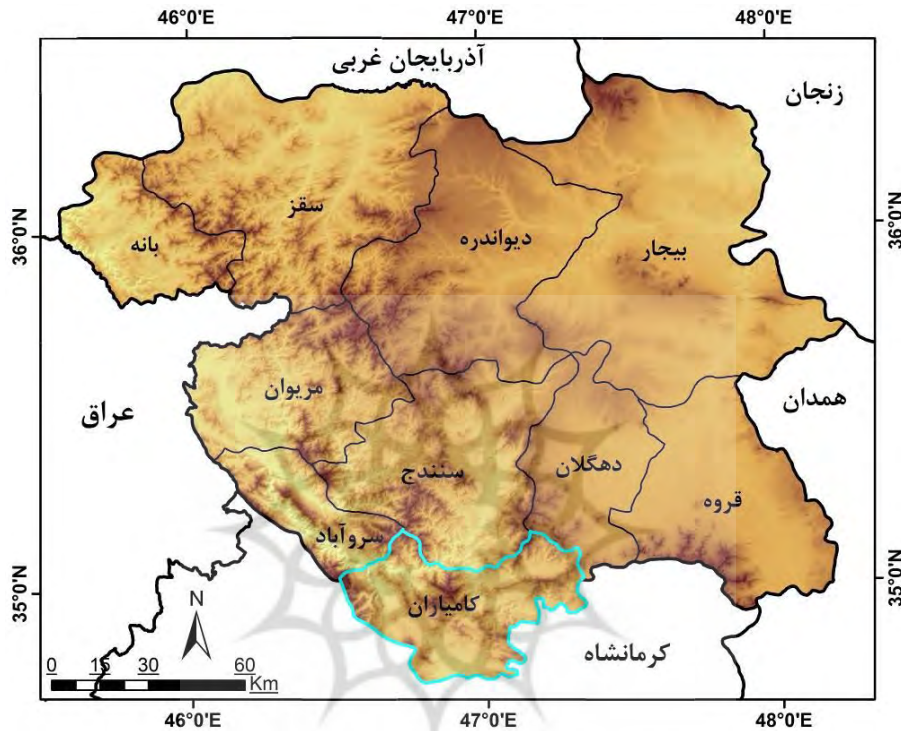 46°0'E 47°0'E 48°0'E
آذربایجان غربی
زنجان
سقز
36°0'N
بانه
دیواندره
بیجار
36°0'N
مریوان
همدان
عراق
سنندج
دهگلان
قروه
سروآباد
35°0'N
کامیاران
35°0'N
N
کرمانشاه
0 15 30 60
Km
46°0'E 47°0'E 48°0'E